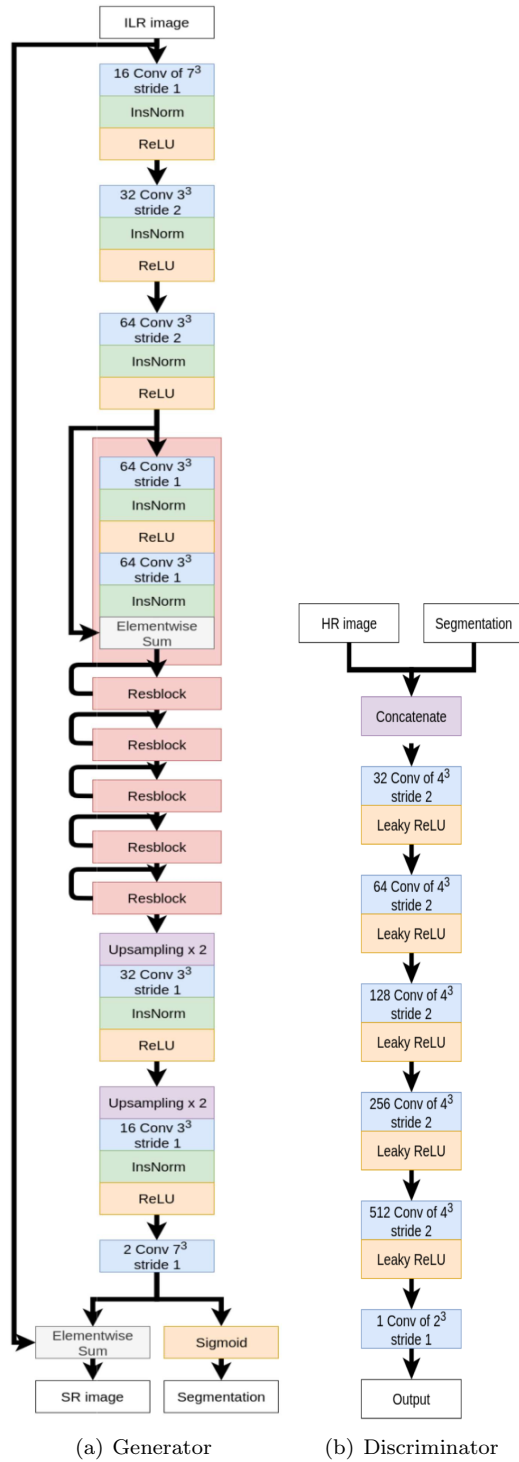 ILR image
16 Conv of 7³
stride 1
InsNorm
ReLU
32 Conv 3³
stride 2
InsNorm
ReLU
64 Conv 3³
stride 2
InsNorm
ReLU
64 Conv 3³
stride 1
InsNorm
ReLU
64 Conv 3³
stride 1
InsNorm
Elementwise
Sum
Resblock
Resblock
Resblock
Resblock
Resblock
Upsampling x 2
32 Conv 3³
stride 1
InsNorm
ReLU
Upsampling x 2
16 Conv 3³
stride 1
InsNorm
ReLU
2 Conv 7³
stride 1
Elementwise
Sum
Sigmoid
SR image
Segmentation
(a) Generator
HR image
Segmentation
Concatenate
32 Conv of 4³
stride 2
Leaky ReLU
64 Conv of 4³
stride 2
Leaky ReLU
128 Conv of 4³
stride 2
Leaky ReLU
256 Conv of 4³
stride 2
Leaky ReLU
512 Conv of 4³
stride 2
Leaky ReLU
1 Conv of 2³
stride 1
Output
(b) Discriminator